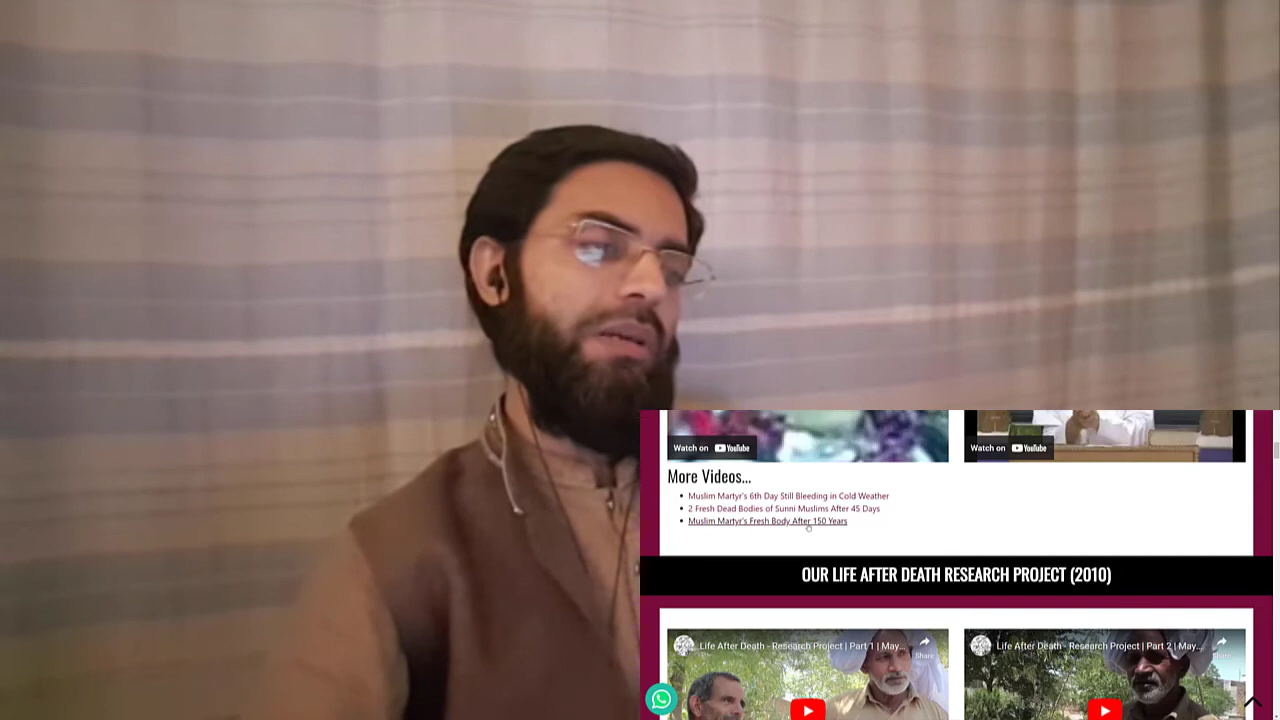 Watch on YouTube
Watch on YouTube
More Videos...
Muslim Martyr's 6th Day Still Bleeding in Cold Weather
2 Fresh Dead Bodies of Sunni Muslims After 45 Days
Muslim Martyr's Fresh Body After 150 Years
OUR LIFE AFTER DEATH RESEARCH PROJECT (2010)
Life After Death - Research Project | Part 1 | May...
Share
Life After Death - Research Project | Part 2 | May...
Share